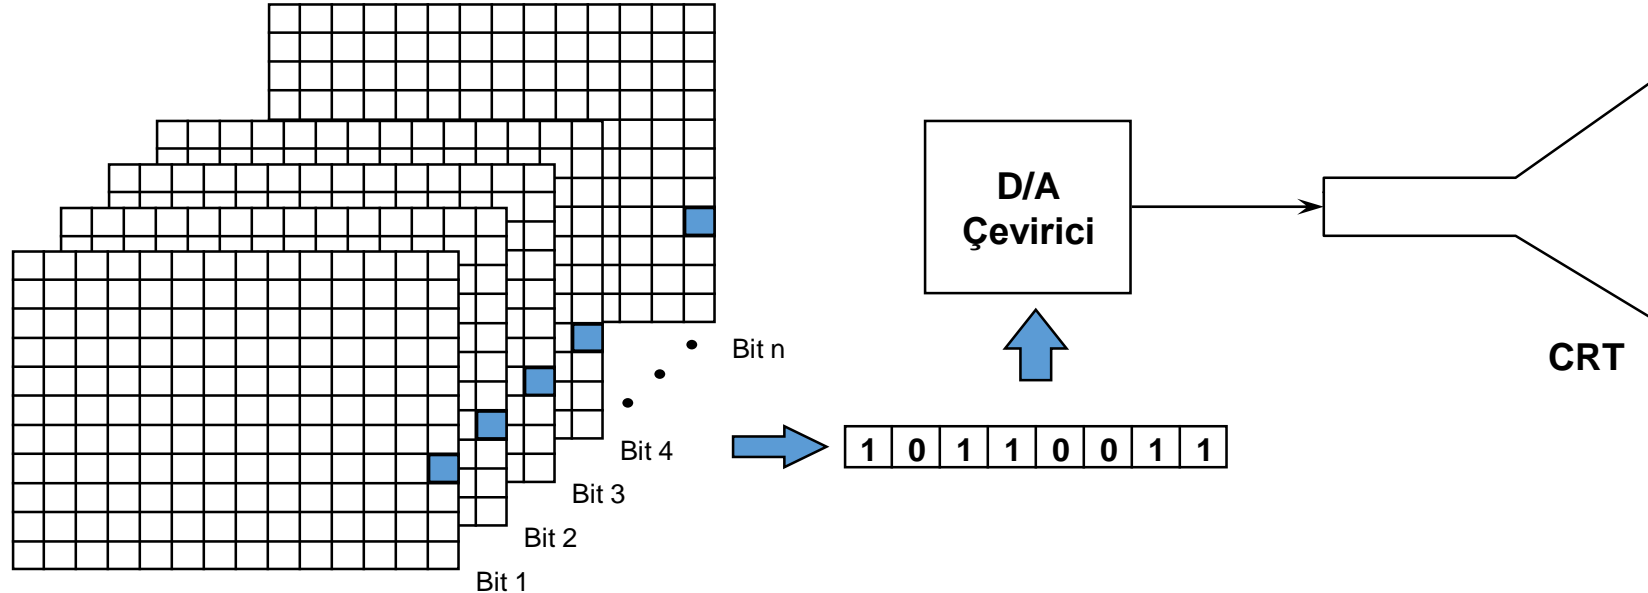 D/A
Çevirici
CRT
Bit n
Bit 4
Bit 3
Bit 2
Bit 1
1 0 1 1 0 0 1 1